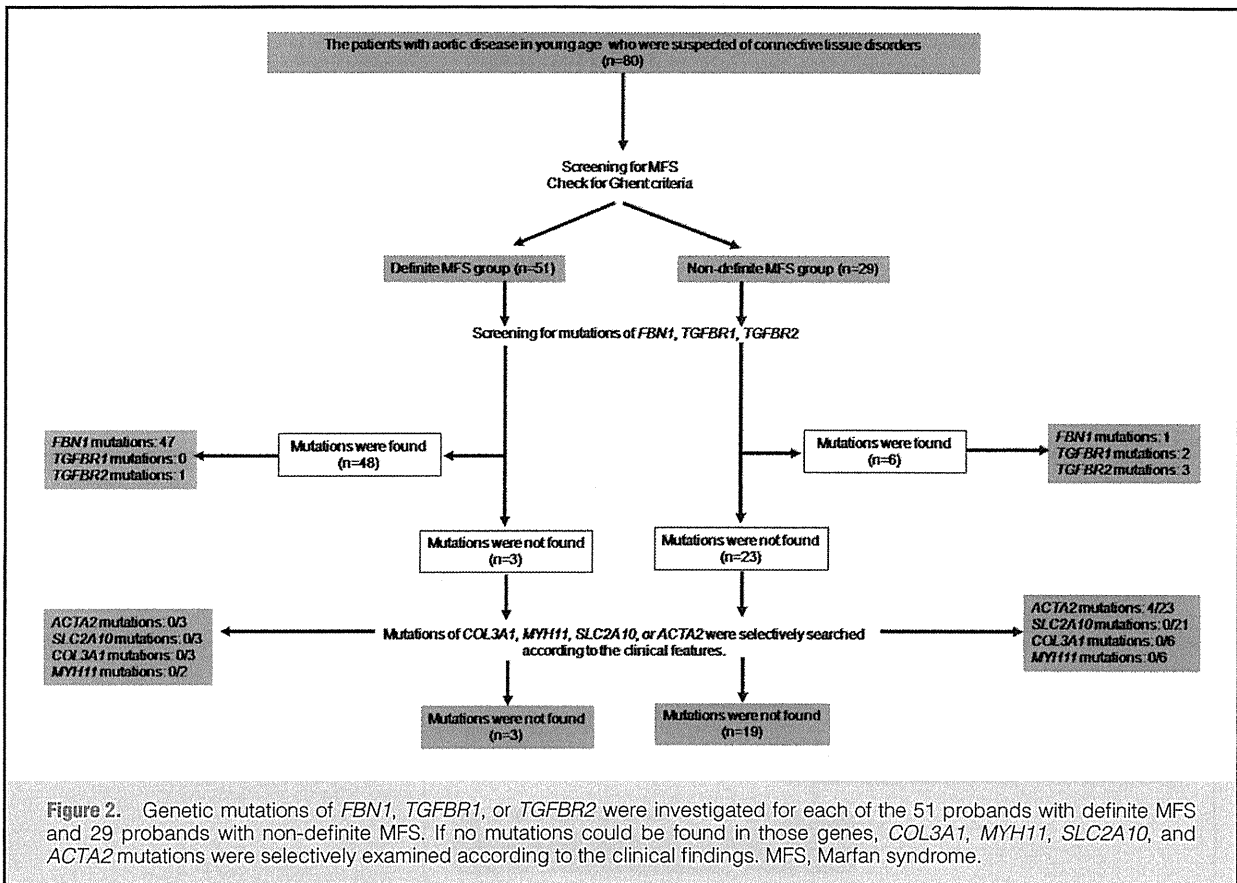 The patients with aortic disease in young age who were suspected of connective tissue disorders
(n=80)
Screening for MFS
Check for Ghent criteria
Definite MFS group (n=51)
Non-definite MFS group (n=29)
Screening for mutations of FBN1, TGFBR1, TGFBR2
FBN1 mutations: 47
TGFBR1 mutations: 0
TGFBR2 mutations: 1
Mutations were found
(n=48)
Mutations were found
(n=6)
FBN1 mutations: 1
TGFBR1 mutations: 2
TGFBR2 mutations: 3
Mutations were not found
(n=3)
Mutations were not found
(n=23)
ACTA2 mutations: 0/3
SLC2A10 mutations: 0/3
COL3A1 mutations: 0/3
MYH11 mutations: 0/2
Mutations of COL3A1, MYH11, SLC2A10, or ACTA2 were selectively searched
according to the clinical features.
ACTA2 mutations: 4/23
SLC2A10 mutations: 0/21
COL3A1 mutations: 0/6
MYH11 mutations: 0/6
Mutations were not found
(n=3)
Mutations were not found
(n=19)
Figure 2. Genetic mutations of FBN1, TGFBR1, or TGFBR2 were investigated for each of the 51 probands with definite MFS
and 29 probands with non-definite MFS. If no mutations could be found in those genes, COL3A1, MYH11, SLC2A10, and
ACTA2 mutations were selectively examined according to the clinical findings. MFS, Marfan syndrome.